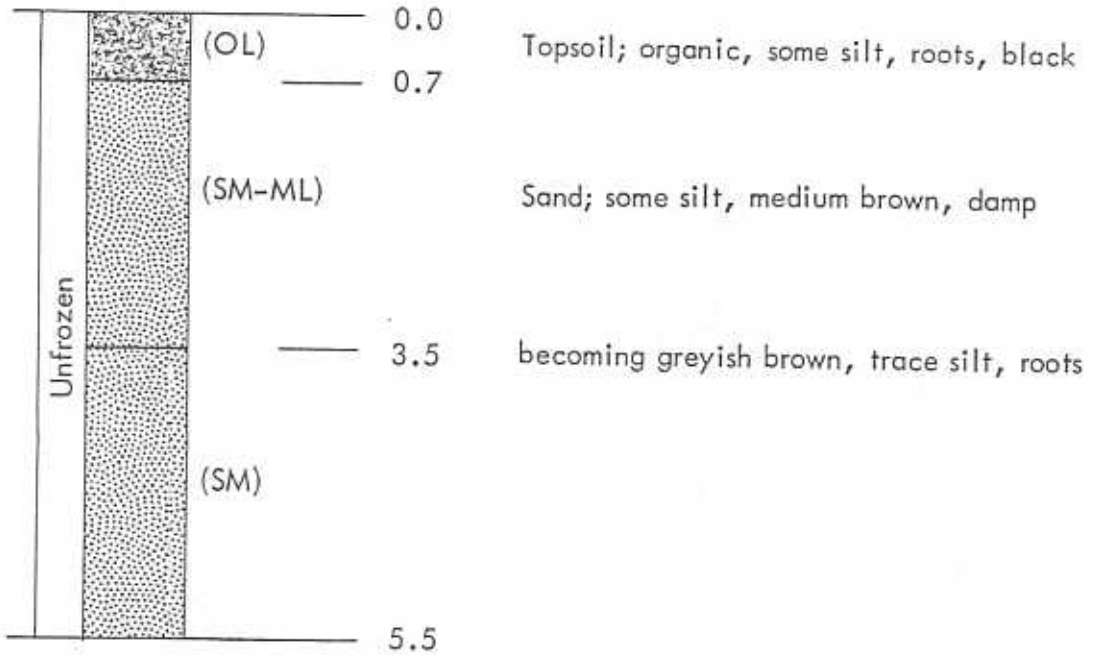 0.0
(OL)
Topsoil; organic, some silt, roots, black
0.7
(SM-ML)
Sand; some silt, medium brown, damp
Unfrozen
3.5
becoming greyish brown, trace silt, roots
(SM)
5.5